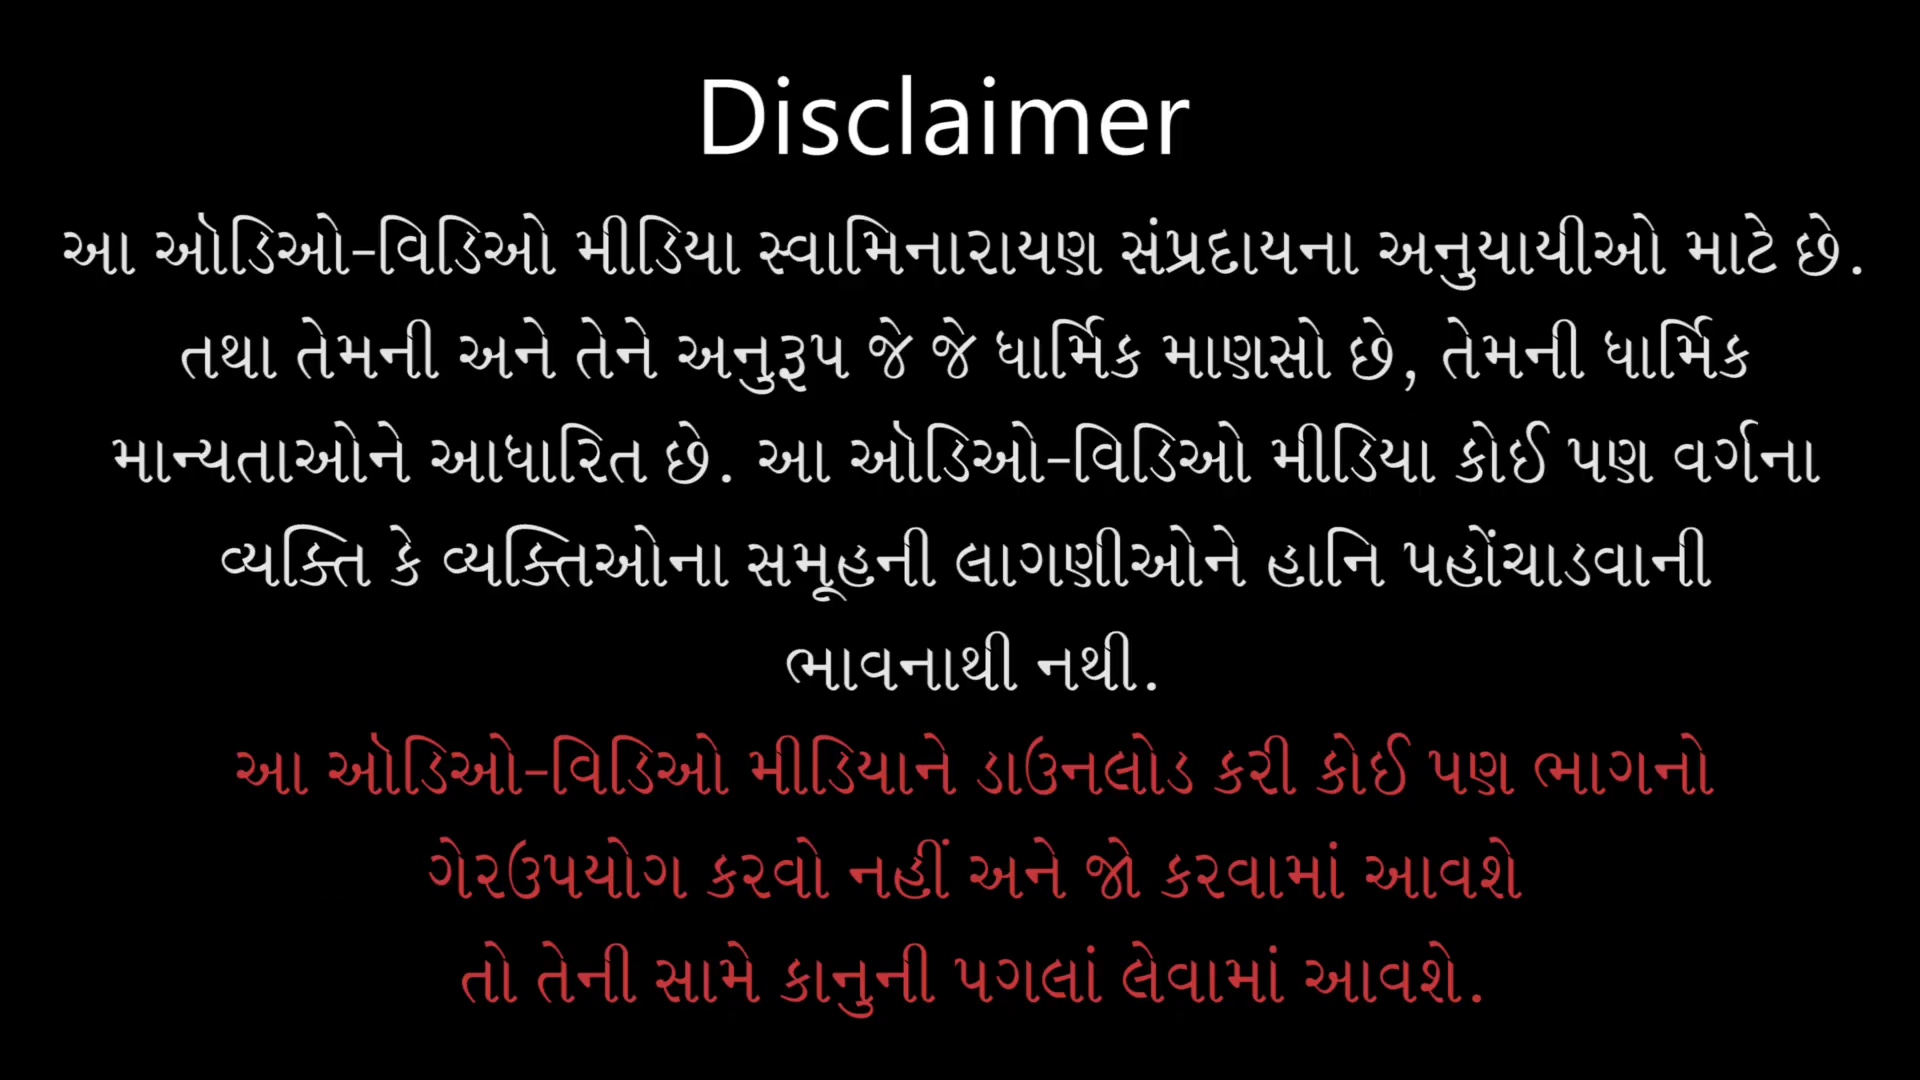 Disclaimer
આ ઑડિઓ-વિડિઓ મીડિયા સ્વામિનારાયણ સંપ્રદાયના અનુયાયીઓ માટે છે.
તથા તેમની અને તેને અનુરૂપ જે જે ધાર્મિક માણસો છે, તેમની ધાર્મિક
માન્યતાઓને આધારિત છે. આ ઑડિઓ-વિડિઓ મીડિયા કોઈ પણ વર્ગના
વ્યક્તિ કે વ્યક્તિઓના સમૂહની લાગણીઓને હાનિ પહોંચાડવાની
ભાવનાથી નથી.
આ ઑડિઓ-વિડિઓ મીડિયાને ડાઉનલોડ કરી કોઈ પણ ભાગનો
ગેરઉપયોગ કરવો નહીં અને જો કરવામાં આવશે
તો તેની સામે કાનુની પગલાં લેવામાં આવશે.